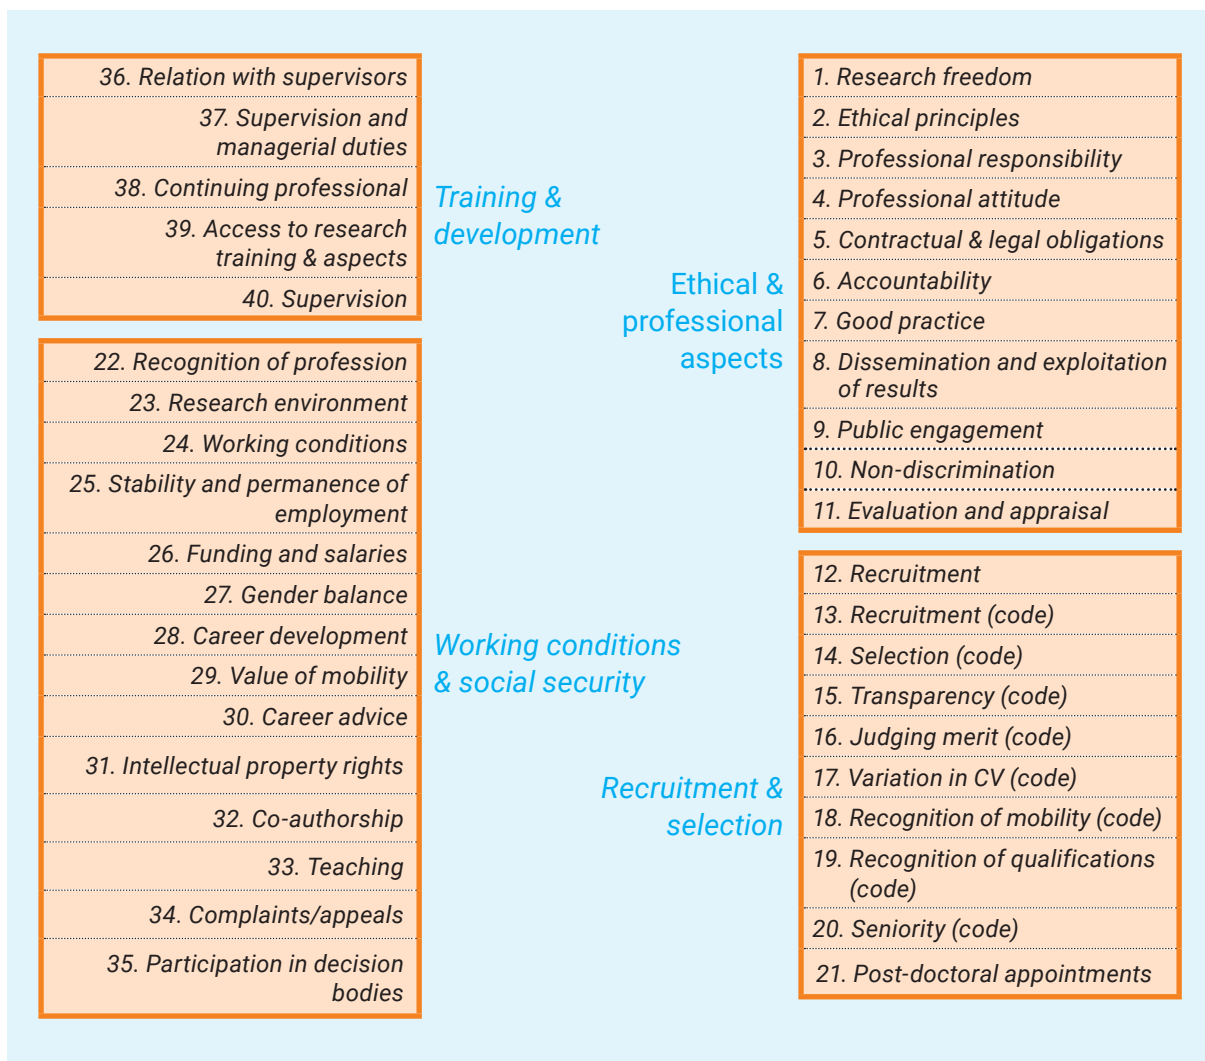 36. Relation with supervisors
37. Supervision and
managerial duties
38. Continuing professional
39. Access to research
training & aspects
40. Supervision
Training &
development
22. Recognition of profession
23. Research environment
24. Working conditions
25. Stability and permanence of
employment
26. Funding and salaries
27. Gender balance
28. Career development
29. Value of mobility
30. Career advice
31. Intellectual property rights
32. Co-authorship
33. Teaching
34. Complaints/appeals
35. Participation in decision
bodies
Working conditions
& social security
Ethical &
professional
aspects
1. Research freedom
2. Ethical principles
3. Professional responsibility
4. Professional attitude
5. Contractual & legal obligations
6. Accountability
7. Good practice
8. Dissemination and exploitation
of results
9. Public engagement
10. Non-discrimination
11. Evaluation and appraisal
Recruitment &
selection
12. Recruitment
13. Recruitment (code)
14. Selection (code)
15. Transparency (code)
16. Judging merit (code)
17. Variation in CV (code)
18. Recognition of mobility (code)
19. Recognition of qualifications
(code)
20. Seniority (code)
21. Post-doctoral appointments